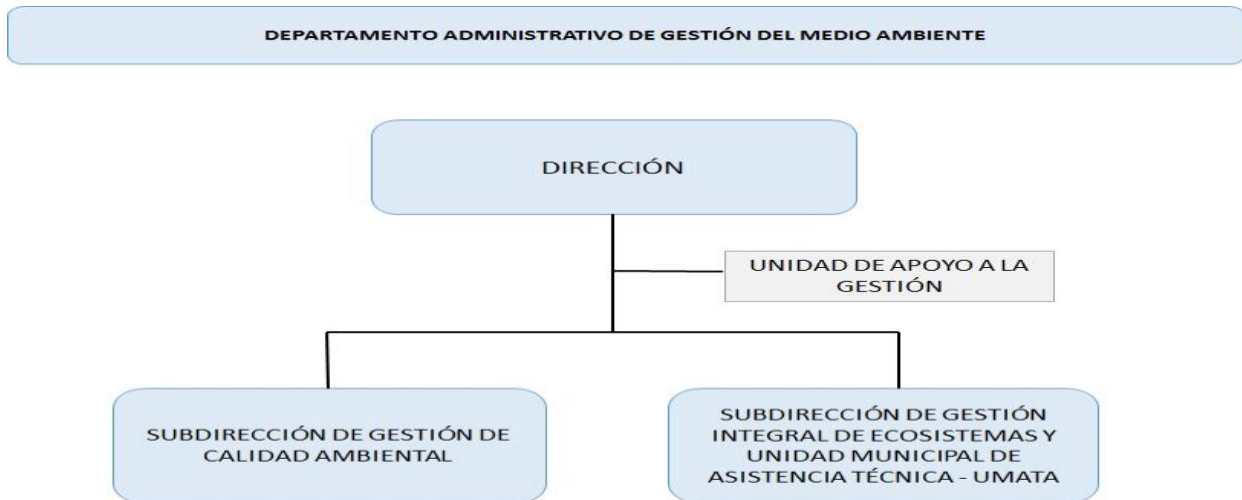 DEPARTAMENTO ADMINISTRATIVO DE GESTIÓN DEL MEDIO AMBIENTE
DIRECCIÓN
UNIDAD DE APOYO A LA
GESTIÓN
SUBDIRECCIÓN DE GESTIÓN DE
CALIDAD AMBIENTAL
SUBDIRECCIÓN DE GESTIÓN
INTEGRAL DE ECOSISTEMAS Y
UNIDAD MUNICIPAL DE
ASISTENCIA TÉCNICA - UMATA